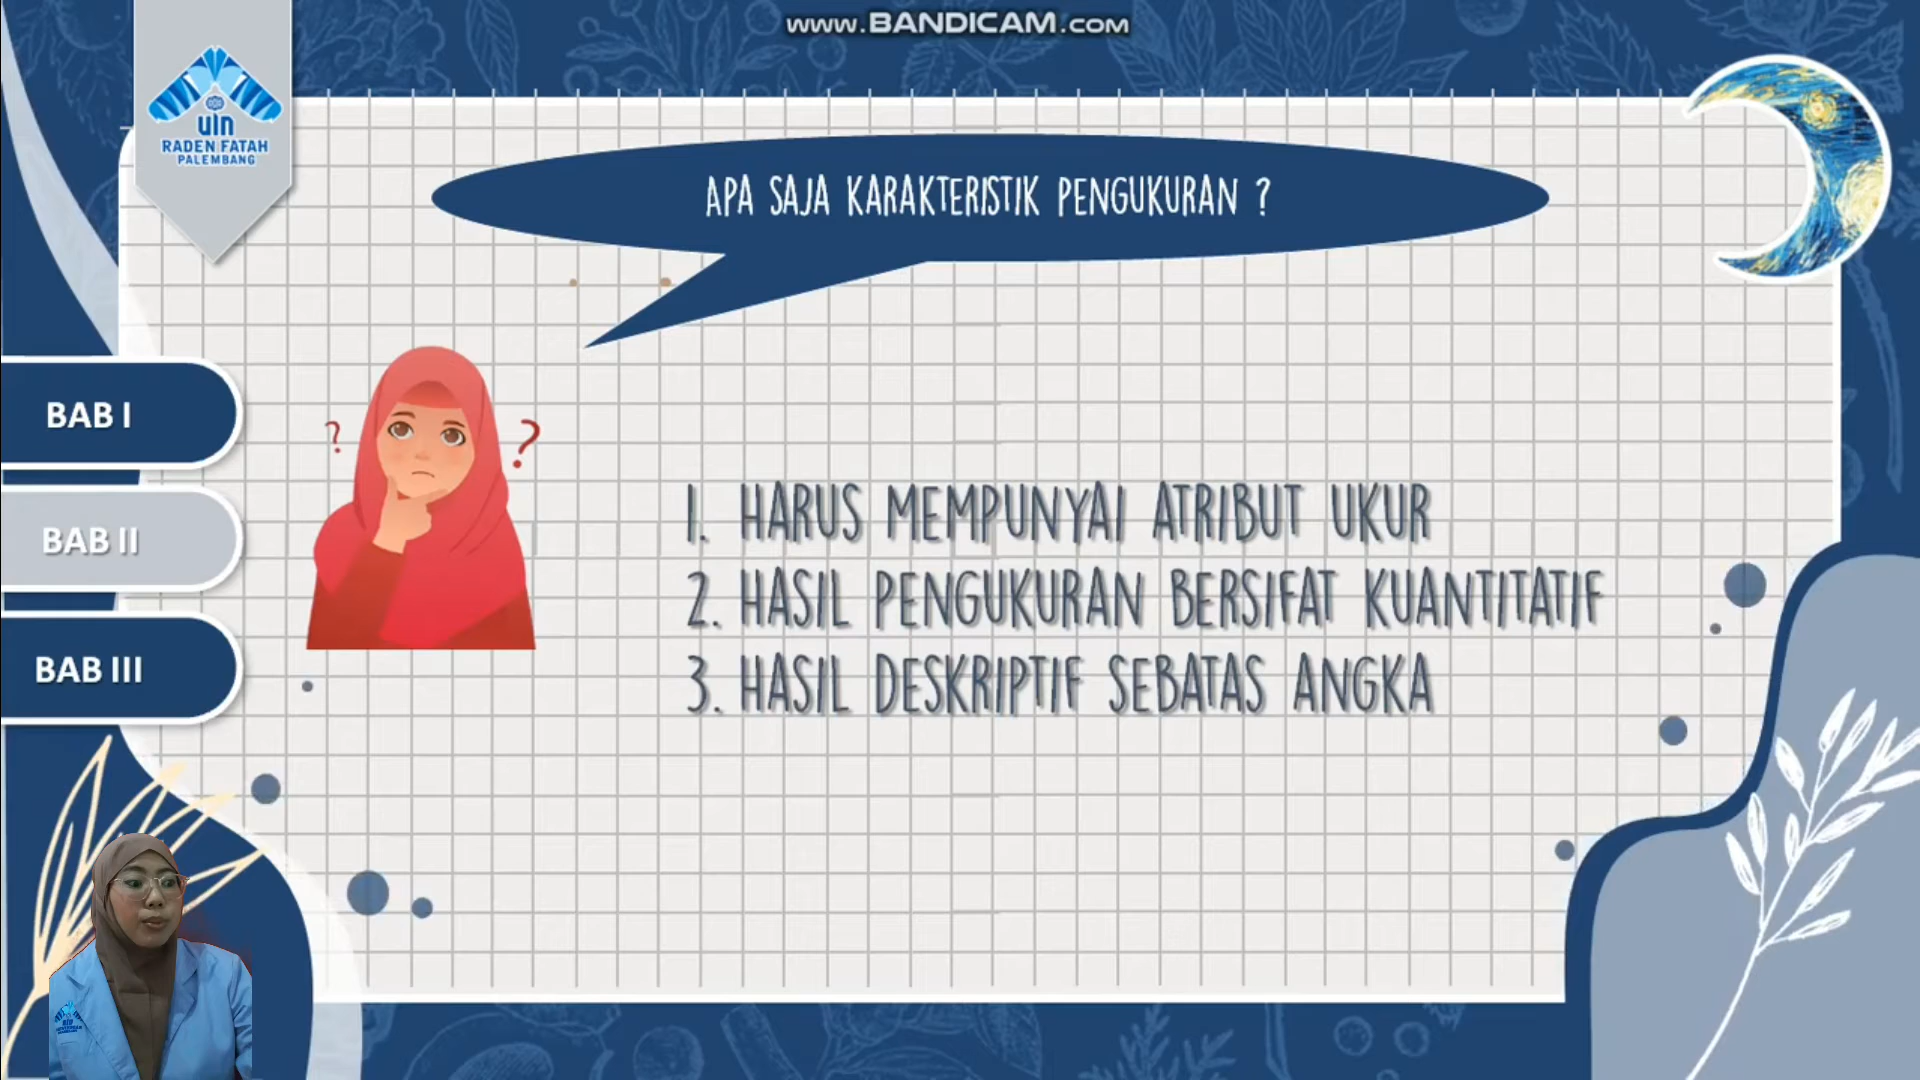 www.BANDICAM.com
uin
RADEN FATAH
PALEMBANG
APA SAJA KARAKTERISTIK PENGUKURAN ?
BAB I
BAB II
BAB III
? ?
1. HARUS MEMPUNYAI ATRIBUT UKUR
2. HASIL PENGUKURAN BERSIFAT KUANTITATIF
3. HASIL DESKRIPTIF SEBATAS ANGKA